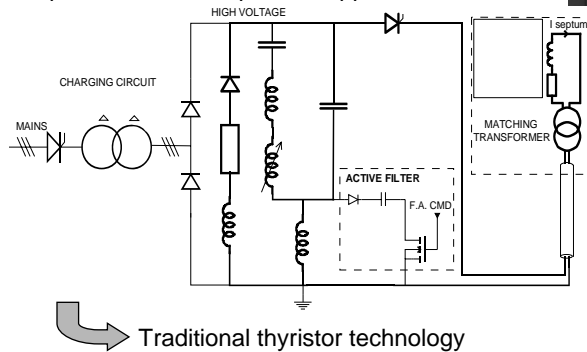 HIGH VOLTAGE
I septum
CHARGING CIRCUIT
MAINS
MATCHING
TRANSFORMER
ACTIVE FILTER
F.A. CMD
Traditional thyristor technology